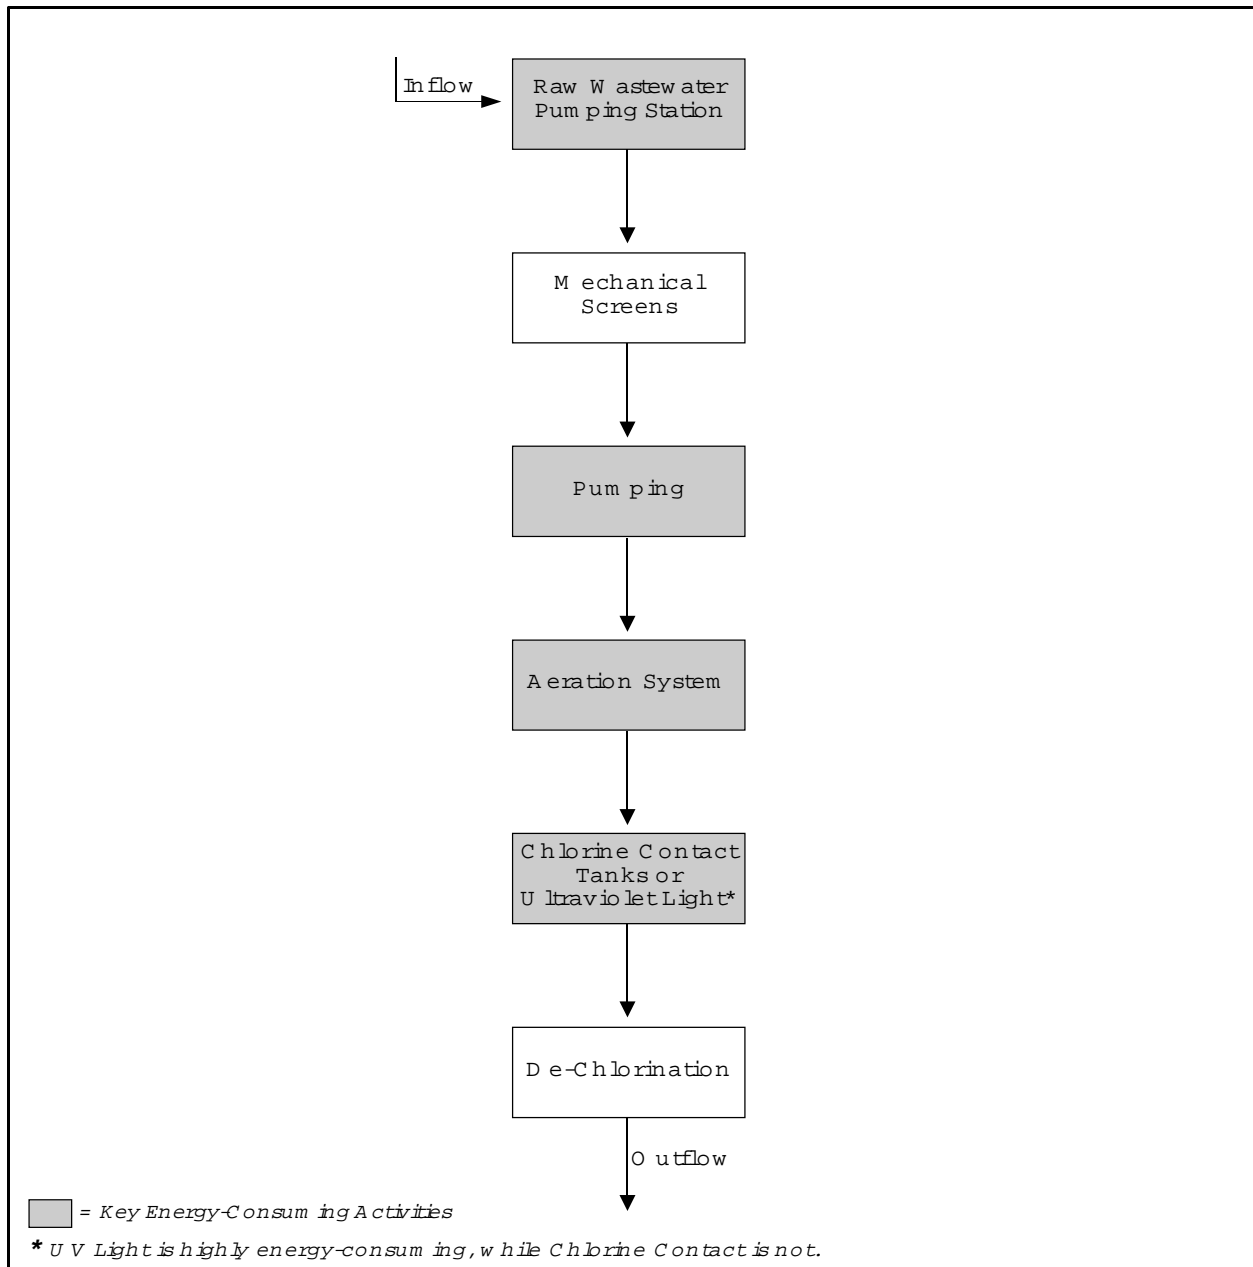 Inflow
Raw Wastewater
Pumping Station
Mechanical
Screens
Pumping
Aeration System
Chlorine Contact
Tanks or
Ultraviolet Light*
De-Chlorination
Outflow
= Key Energy-Consuming Activities
* UV Light is highly energy-consuming, while Chlorine Contact is not.